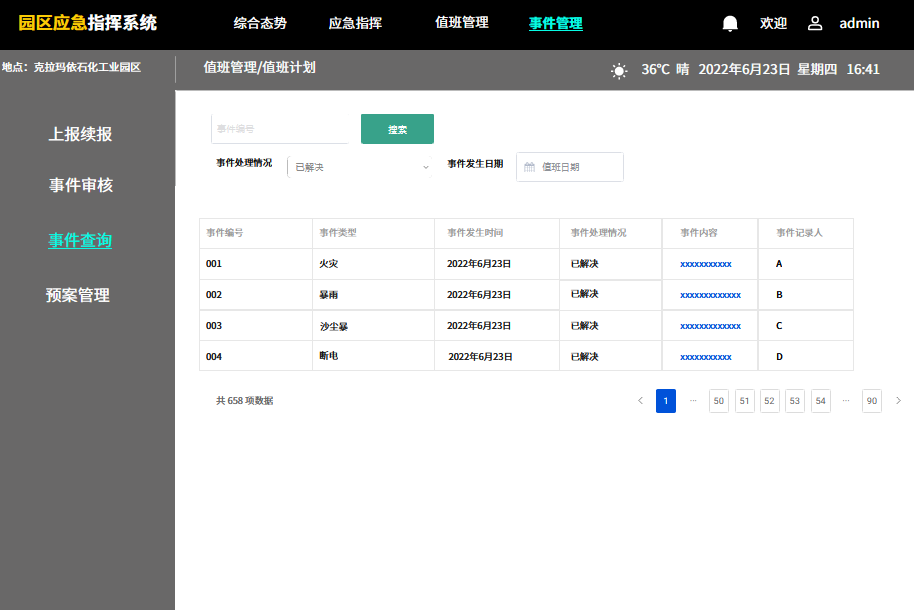 园区应急指挥系统 综合态势 应急指挥 值班管理 事件管理 欢迎 admin
地点：克拉玛依石化工业园区 值班管理/值班计划 36℃ 晴 2022年6月23日 星期四 16:41
上报续报
事件审核
事件查询
预案管理
事件编号 搜索
事件处理情况 已解决 事件发生日期 值班日期
事件编号 事件类型 事件发生时间 事件处理情况 事件内容 事件记录人
001 火灾 2022年6月23日 已解决 xxxxxxxxxxx A
002 暴雨 2022年6月23日 已解决 xxxxxxxxxxxxx B
003 沙尘暴 2022年6月23日 已解决 xxxxxxxxxxxxx C
004 断电 2022年6月23日 已解决 xxxxxxxxxxx D
共 658 项数据 < 1 ··· 50 51 52 53 54 ··· 90 >